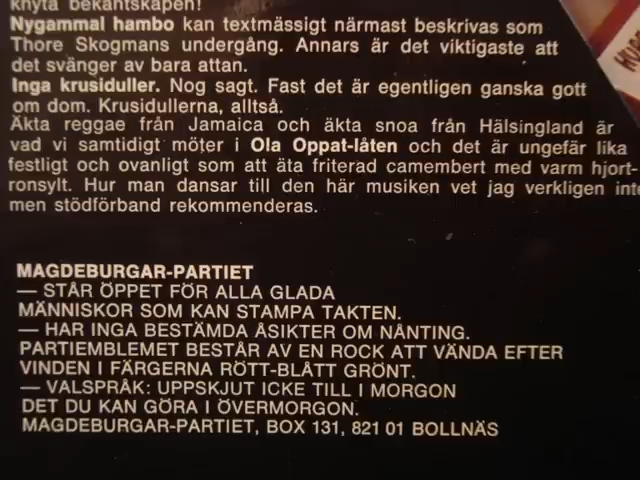 knyta bekantskapen!
Nygammal hambo kan textmässigt närmast beskrivas som
Thore Skogmans undergång. Annars är det viktigaste att
det svänger av bara attan.
Inga krusiduller. Nog sagt. Fast det är egentligen ganska gott
om dom. Krusidullerna, alltså.
Äkta reggae från Jamaica och äkta snoa från Hälsingland är
vad vi samtidigt möter i Ola Oppat-låten och det är ungefär lika
festligt och ovanligt som att äta friterad camembert med varm hjort-
ronsylt. Hur man dansar till den här musiken vet jag verkligen inte
men stödförband rekommenderas.
MAGDEBURGAR-PARTIET
— STÅR ÖPPET FÖR ALLA GLADA
MÄNNISKOR SOM KAN STAMPA TAKTEN.
— HAR INGA BESTÄMDA ÅSIKTER OM NÅNTING.
PARTIEMBLEMET BESTÅR AV EN ROCK ATT VÄNDA EFTER
VINDEN I FÄRGERNA RÖTT-BLÅTT GRÖNT.
— VALSPRÅK: UPPSKJUT ICKE TILL I MORGON
DET DU KAN GÖRA I ÖVERMORGON.
MAGDEBURGAR-PARTIET, BOX 131, 821 01 BOLLNÄS